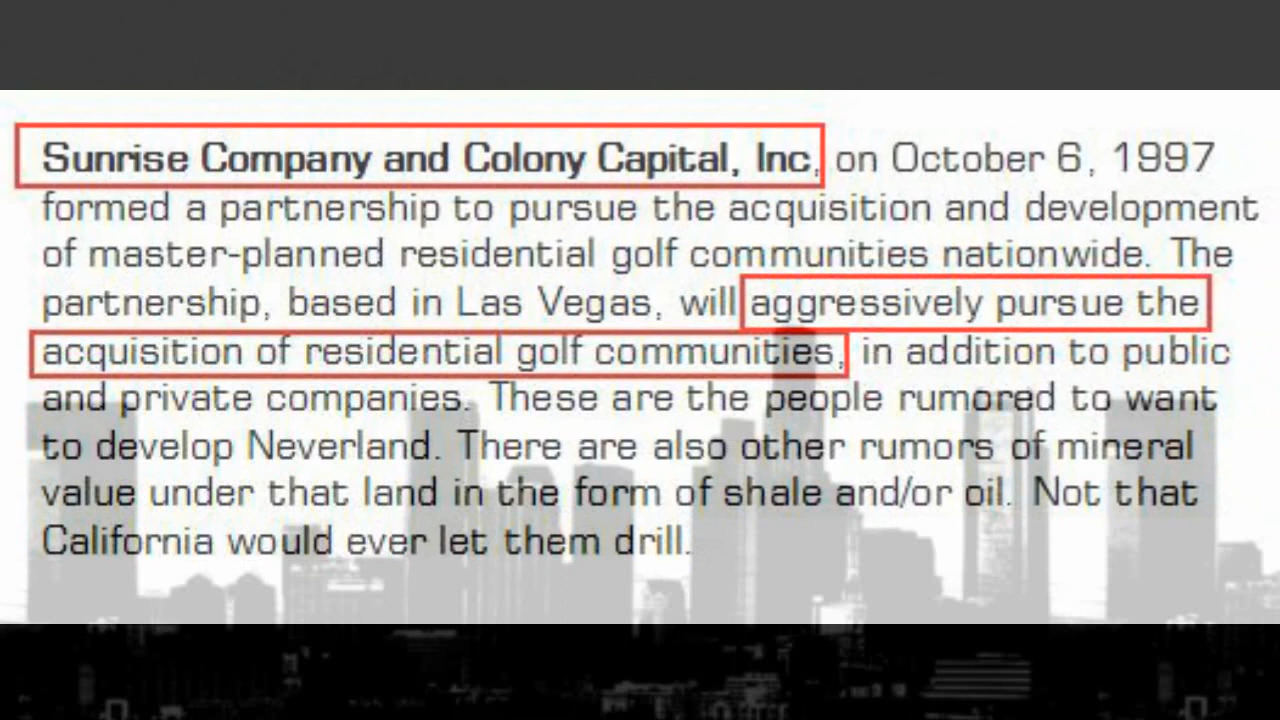 Sunrise Company and Colony Capital, Inc, on October 6, 1997
formed a partnership to pursue the acquisition and development
of master-planned residential golf communities nationwide. The
partnership, based in Las Vegas, will aggressively pursue the
acquisition of residential golf communities, in addition to public
and private companies. These are the people rumored to want
to develop Neverland. There are also other rumors of mineral
value under that land in the form of shale and/or oil. Not that
California would ever let them drill.